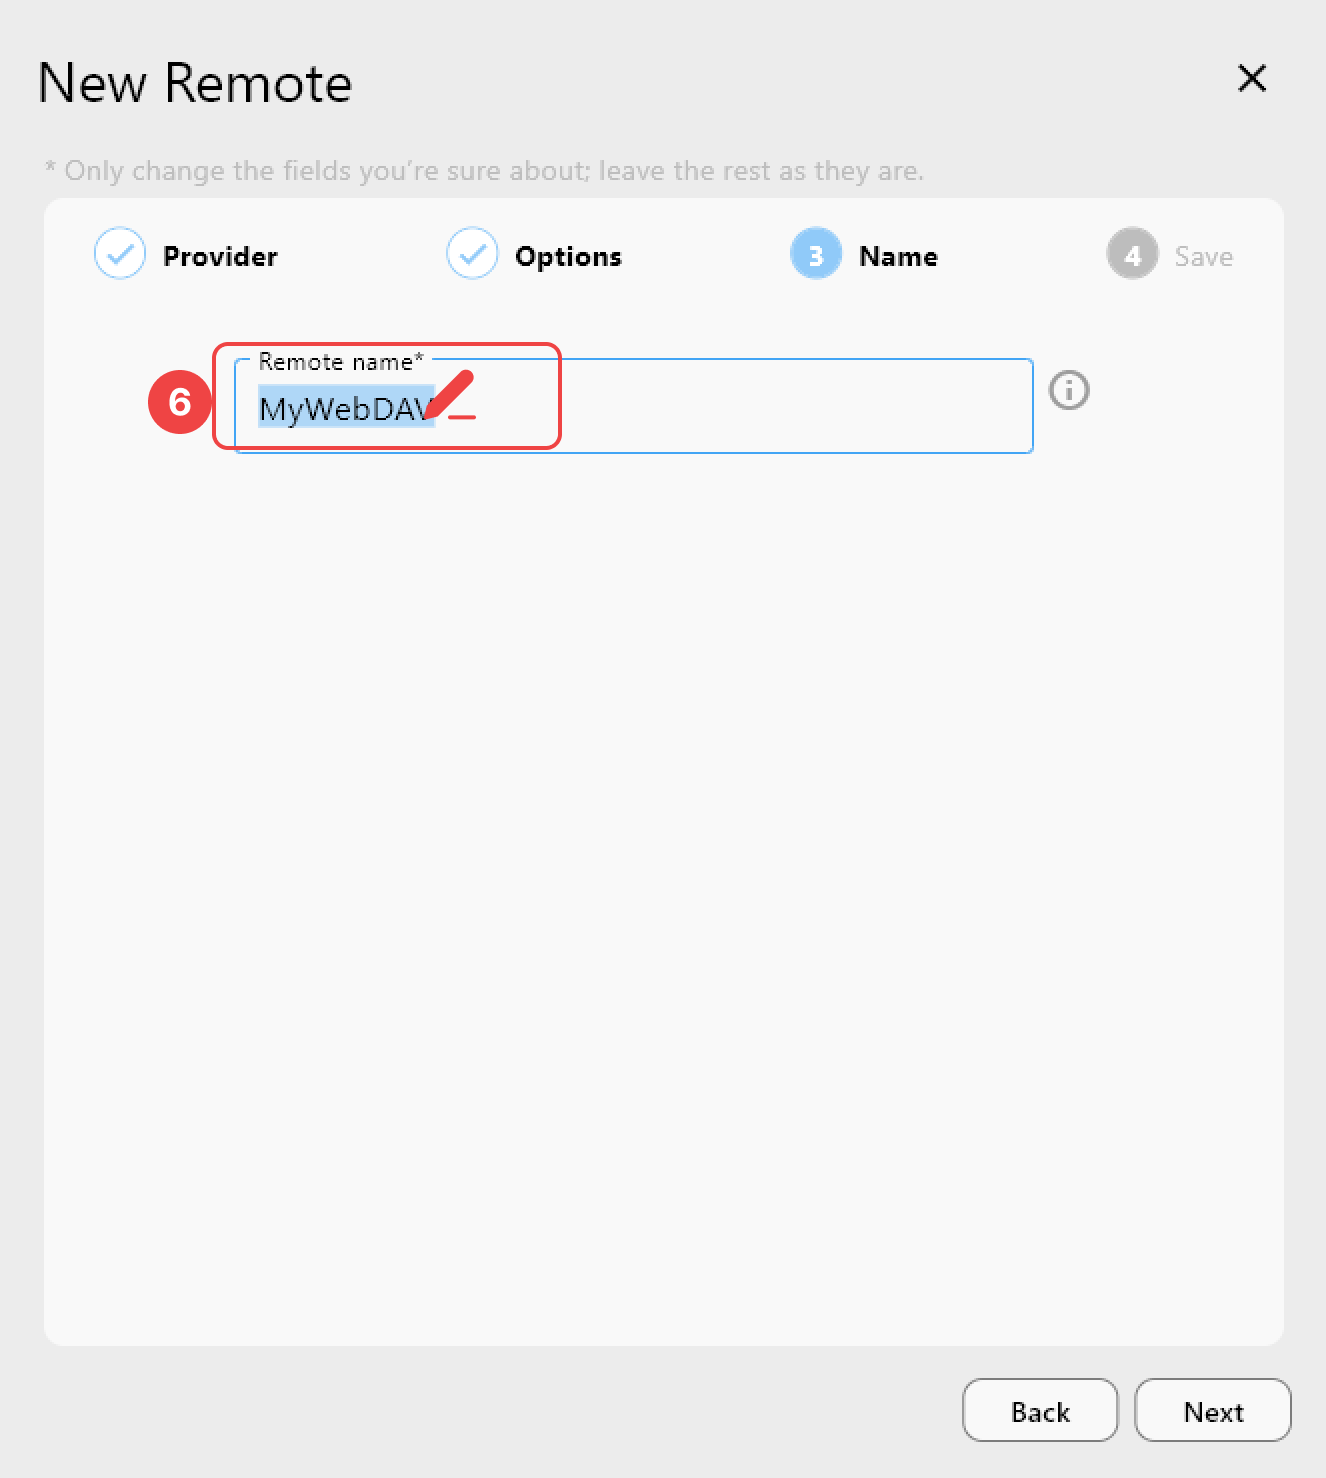 New Remote
* Only change the fields you’re sure about; leave the rest as they are.
Provider
Options
3 Name
4 Save
Remote name*
6
MyWebDAV
Back
Next